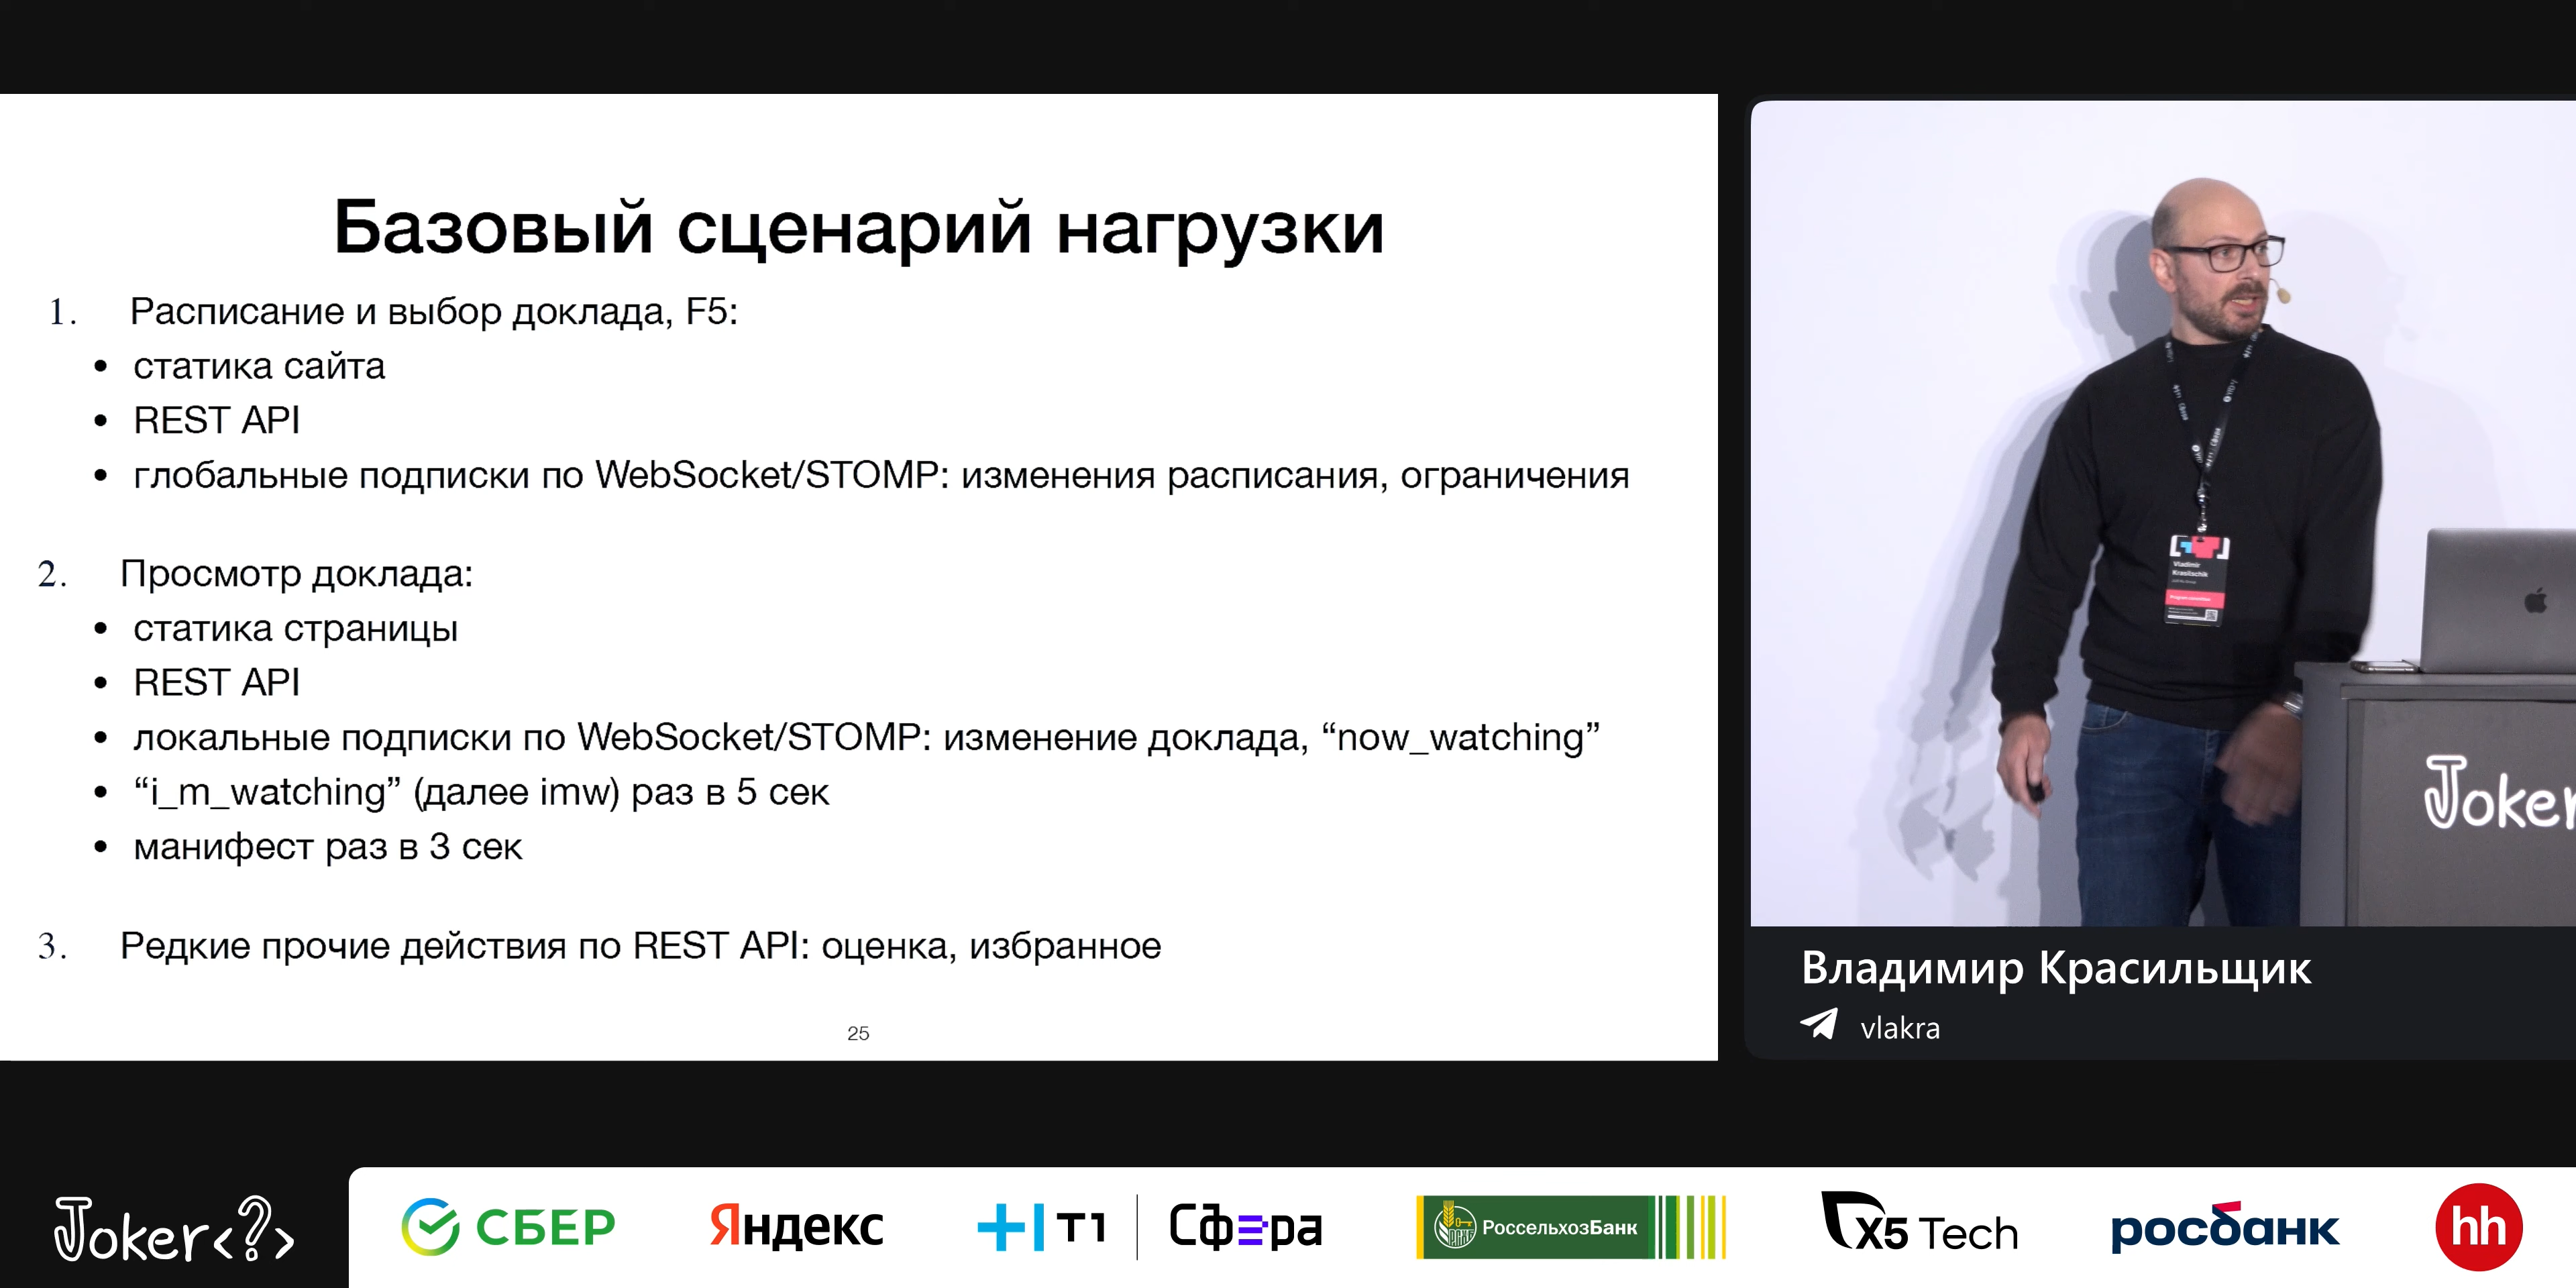 Базовый сценарий нагрузки
1. Расписание и выбор доклада, F5:
• статика сайта
• REST API
• глобальные подписки по WebSocket/STOMP: изменения расписания, ограничения
2. Просмотр доклада:
• статика страницы
• REST API
• локальные подписки по WebSocket/STOMP: изменение доклада, “now_watching”
• “i_m_watching” (далее imw) раз в 5 сек
• манифест раз в 3 сек
3. Редкие прочие действия по REST API: оценка, избранное
25
Vladimir
Krasilschik
Joker
Владимир Красильщик
vlakra
Joker<?>
СБЕР
Яндекс
Т1
Сфера
РоссельхозБанк
X5 Tech
росбанк
hh